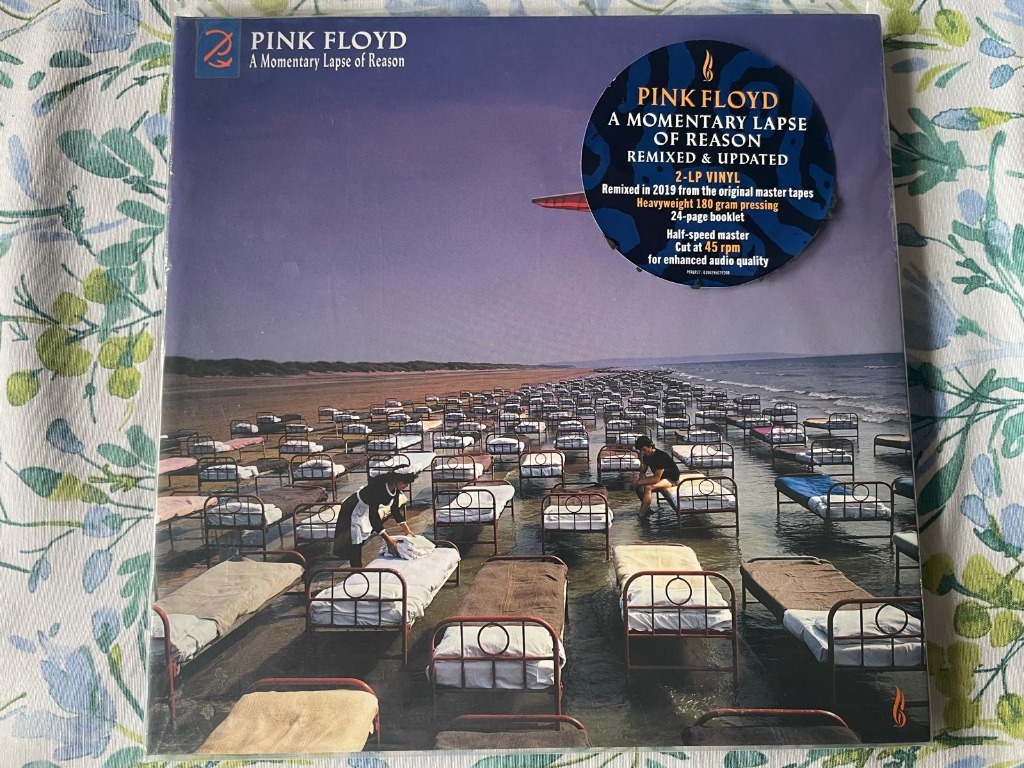 PINK FLOYD
A Momentary Lapse of Reason
PINK FLOYD
A MOMENTARY LAPSE
OF REASON
REMIXED & UPDATED
2-LP VINYL
Remixed in 2019 from the original master tapes
Heavyweight 180 gram pressing
24-page booklet
Half-speed master
Cut at 45 rpm
for enhanced audio quality